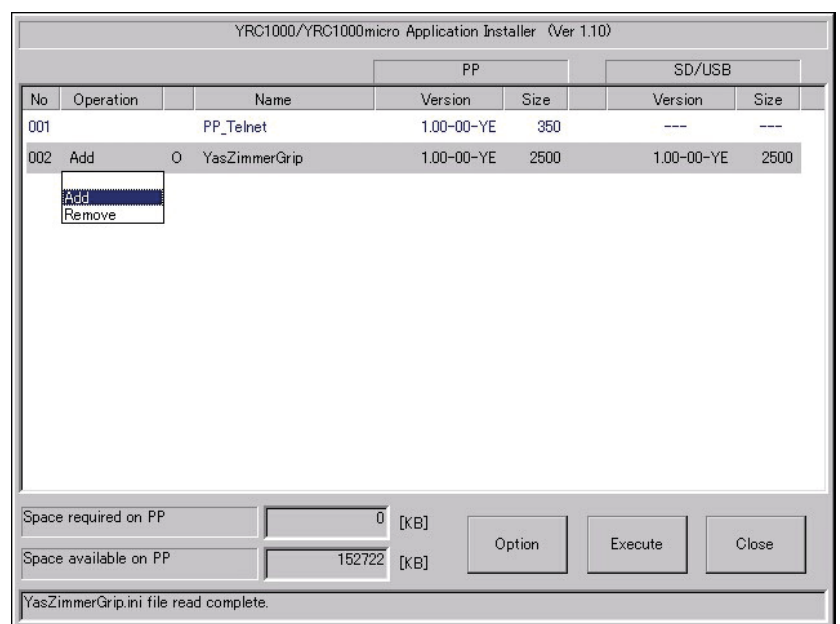 YRC1000/YRC1000micro Application Installer (Ver 1.10)
PP SD/USB
No Operation Name Version Size Version Size
001 PP_Telnet 1.00-00-YE 350 --- ---
002 Add O YasZimmerGrip 1.00-00-YE 2500 1.00-00-YE 2500
Add
Remove
Space required on PP 0 [KB]
Space available on PP 152722 [KB]
Option Execute Close
YasZimmerGrip.ini file read complete.